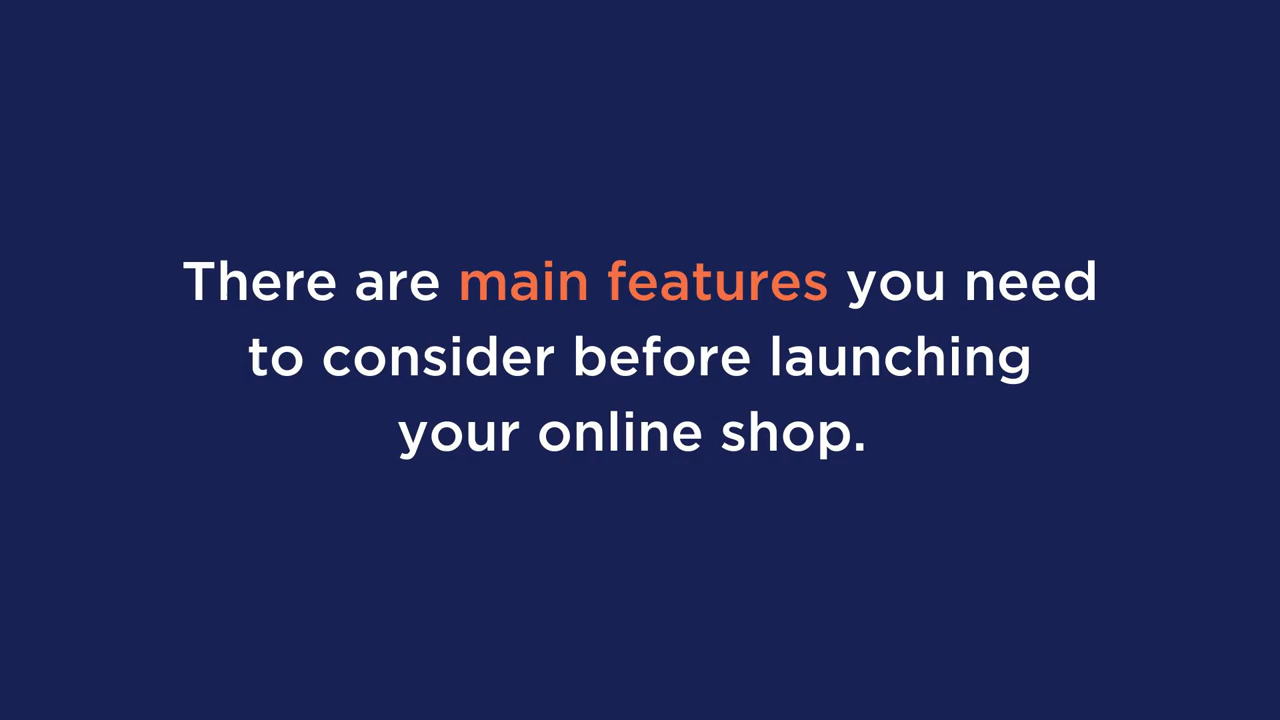 There are main features you need
to consider before launching
your online shop.